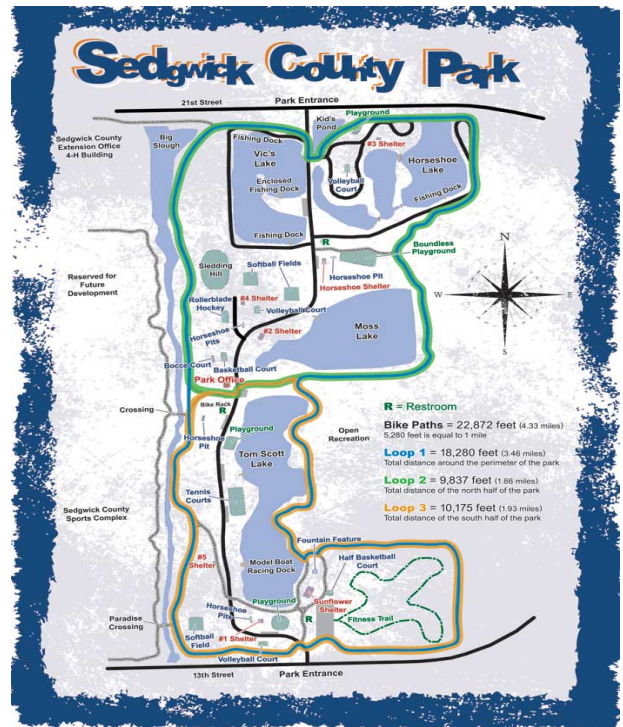 Sedgwick County Park
21st Street
Park Entrance
Sedgwick County
Extension Office
4-H Building
Big
Slough
Fishing Dock
Vic's
Lake
Enclosed
Fishing Dock
Fishing Dock
Kid's
Pond
Playground
#3 Shelter
Volleyball
Court
Horseshoe
Lake
Fishing Dock
R
Boundless
Playground
Horseshoe Pit
Horseshoe Shelter
Reserved for
Future
Development
Sledding
Hill
Softball Fields
Rollerblade
Hockey
#4 Shelter
Volleyball Court
#2 Shelter
Horseshoe
Pits
Moss
Lake
Bocce Court
Basketball Court
Park Office
N
W
E
S
Crossing
Bike Rack
R
Horseshoe
Pit
Playground
Tom Scott
Lake
Open
Recreation
R = Restroom
Bike Paths = 22,872 feet (4.33 miles)
5,280 feet is equal to 1 mile
Loop 1 = 18,280 feet (3.46 miles)
Total distance around the perimeter of the park
Loop 2 = 9,837 feet (1.86 miles)
Total distance of the north half of the park
Loop 3 = 10,175 feet (1.93 miles)
Total distance of the south half of the park
Sedgwick County
Sports Complex
Tennis
Courts
#5
Shelter
Model Boat
Racing Dock
Fountain Feature
Half Basketball
Court
Sunflower
Shelter
Fitness Trail
Paradise
Crossing
Horseshoe
Pits
Playground
R
Softball
Field
#1 Shelter
Volleyball Court
13th Street
Park Entrance